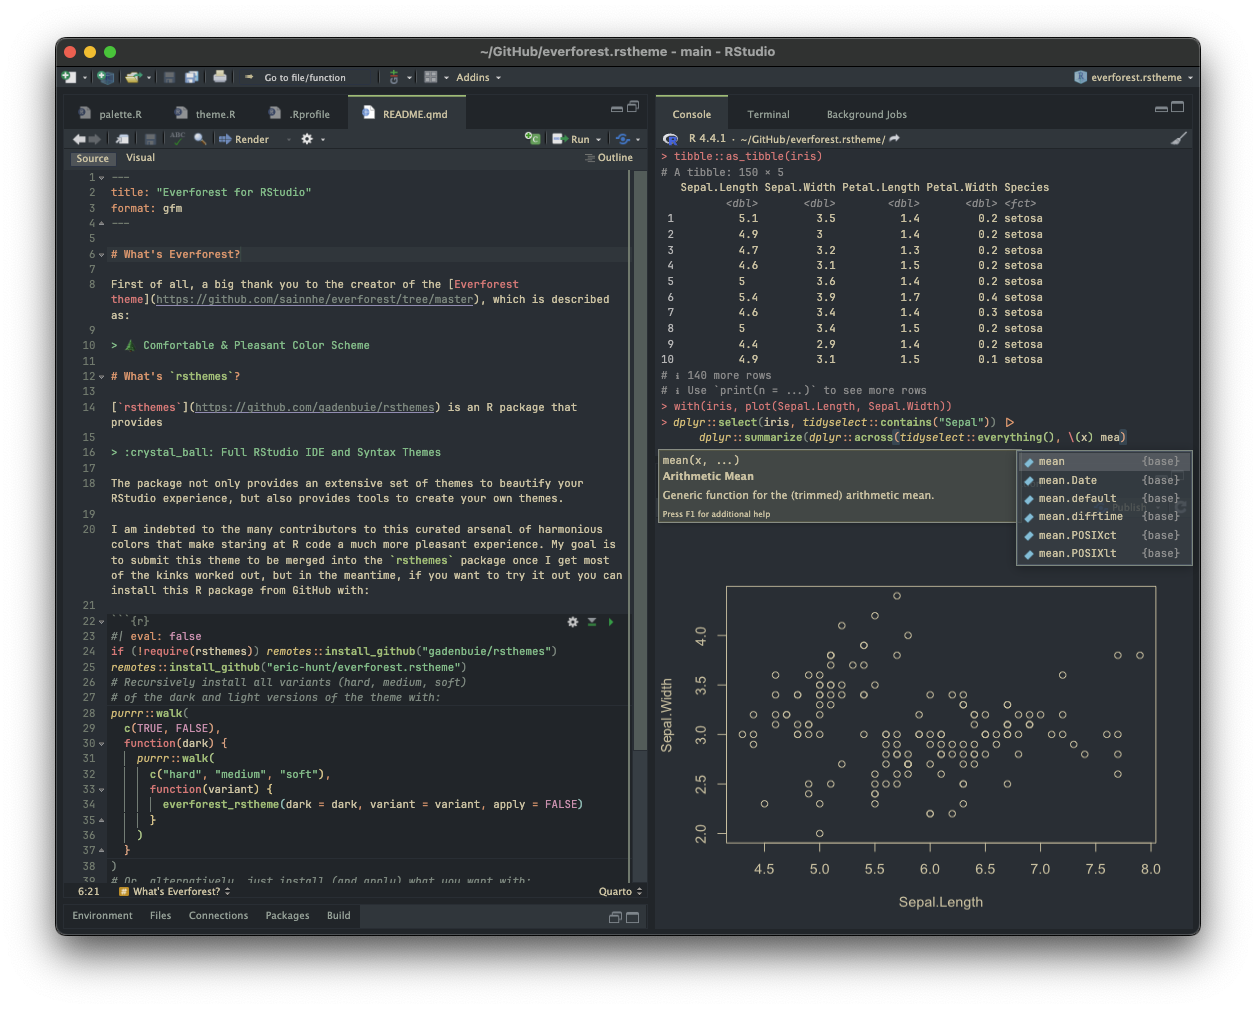 ~/GitHub/everforest.rstheme - main - RStudio
Go to file/function
Addins
everforest.rstheme
palette.R
theme.R
.Rprofile
README.qmd
ABC
Render
Run
Source
Visual
Outline
1 ---
2 title: "Everforest for RStudio"
3 format: gfm
4 ---
5
6 # What's Everforest?
7
8 First of all, a big thank you to the creator of the [Everforest
theme](https://github.com/sainnhe/everforest/tree/master), which is described
as:
9
10 > 🌲 Comfortable & Pleasant Color Scheme
11
12 # What's `rsthemes`?
13
14 [`rsthemes`](https://github.com/gadenbuie/rsthemes) is an R package that
provides
15
16 > :crystal_ball: Full RStudio IDE and Syntax Themes
17
18 The package not only provides an extensive set of themes to beautify your
RStudio experience, but also provides tools to create your own themes.
19
20 I am indebted to the many contributors to this curated arsenal of harmonious
colors that make staring at R code a much more pleasant experience. My goal is
to submit this theme to be merged into the `rsthemes` package once I get most
of the kinks worked out, but in the meantime, if you want to try it out you can
install this R package from GitHub with:
21
22 ```{r}
23 #| eval: false
24 if (!require(rsthemes)) remotes::install_github("gadenbuie/rsthemes")
25 remotes::install_github("eric-hunt/everforest.rstheme")
26 # Recursively install all variants (hard, medium, soft)
27 # of the dark and light versions of the theme with:
28 purrr::walk(
29 c(TRUE, FALSE),
30 function(dark) {
31 purrr::walk(
32 c("hard", "medium", "soft"),
33 function(variant) {
34 everforest_rstheme(dark = dark, variant = variant, apply = FALSE)
35 }
36 )
37 }
38 )
39 # Or, alternatively, just install (and apply) what you want with:
6:21
# What's Everforest?
Quarto
Environment
Files
Connections
Packages
Build
Console
Terminal
Background Jobs
R 4.4.1 · ~/GitHub/everforest.rstheme/
> tibble::as_tibble(iris)
# A tibble: 150 × 5
Sepal.Length Sepal.Width Petal.Length Petal.Width Species
<dbl> <dbl> <dbl> <dbl> <fct>
1 5.1 3.5 1.4 0.2 setosa
2 4.9 3 1.4 0.2 setosa
3 4.7 3.2 1.3 0.2 setosa
4 4.6 3.1 1.5 0.2 setosa
5 5 3.6 1.4 0.2 setosa
6 5.4 3.9 1.7 0.4 setosa
7 4.6 3.4 1.4 0.3 setosa
8 5 3.4 1.5 0.2 setosa
9 4.4 2.9 1.4 0.2 setosa
10 4.9 3.1 1.5 0.1 setosa
# ℹ 140 more rows
# ℹ Use `print(n = ...)` to see more rows
> with(iris, plot(Sepal.Length, Sepal.Width))
> dplyr::select(iris, tidyselect::contains("Sepal")) |>
dplyr::summarize(dplyr::across(tidyselect::everything(), \(x) mea)
mean(x, ...)
Arithmetic Mean
Generic function for the (trimmed) arithmetic mean.
Press F1 for additional help
mean {base}
mean.Date {base}
mean.default {base}
mean.difftime {base}
mean.POSIXct {base}
mean.POSIXlt {base}
Publish
Sepal.Width
4.0
3.5
3.0
2.5
2.0
4.5 5.0 5.5 6.0 6.5 7.0 7.5 8.0
Sepal.Length